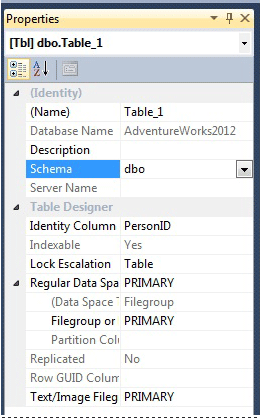 Properties
[Tbl] dbo.Table_1
(Identity)
(Name) Table_1
Database Name AdventureWorks2012
Description
Schema dbo
Server Name
Table Designer
Identity Column PersonID
Indexable Yes
Lock Escalation Table
Regular Data Spa PRIMARY
(Data Space T Filegroup
Filegroup or PRIMARY
Partition Colu
Replicated No
Row GUID Colum
Text/Image Fileg PRIMARY